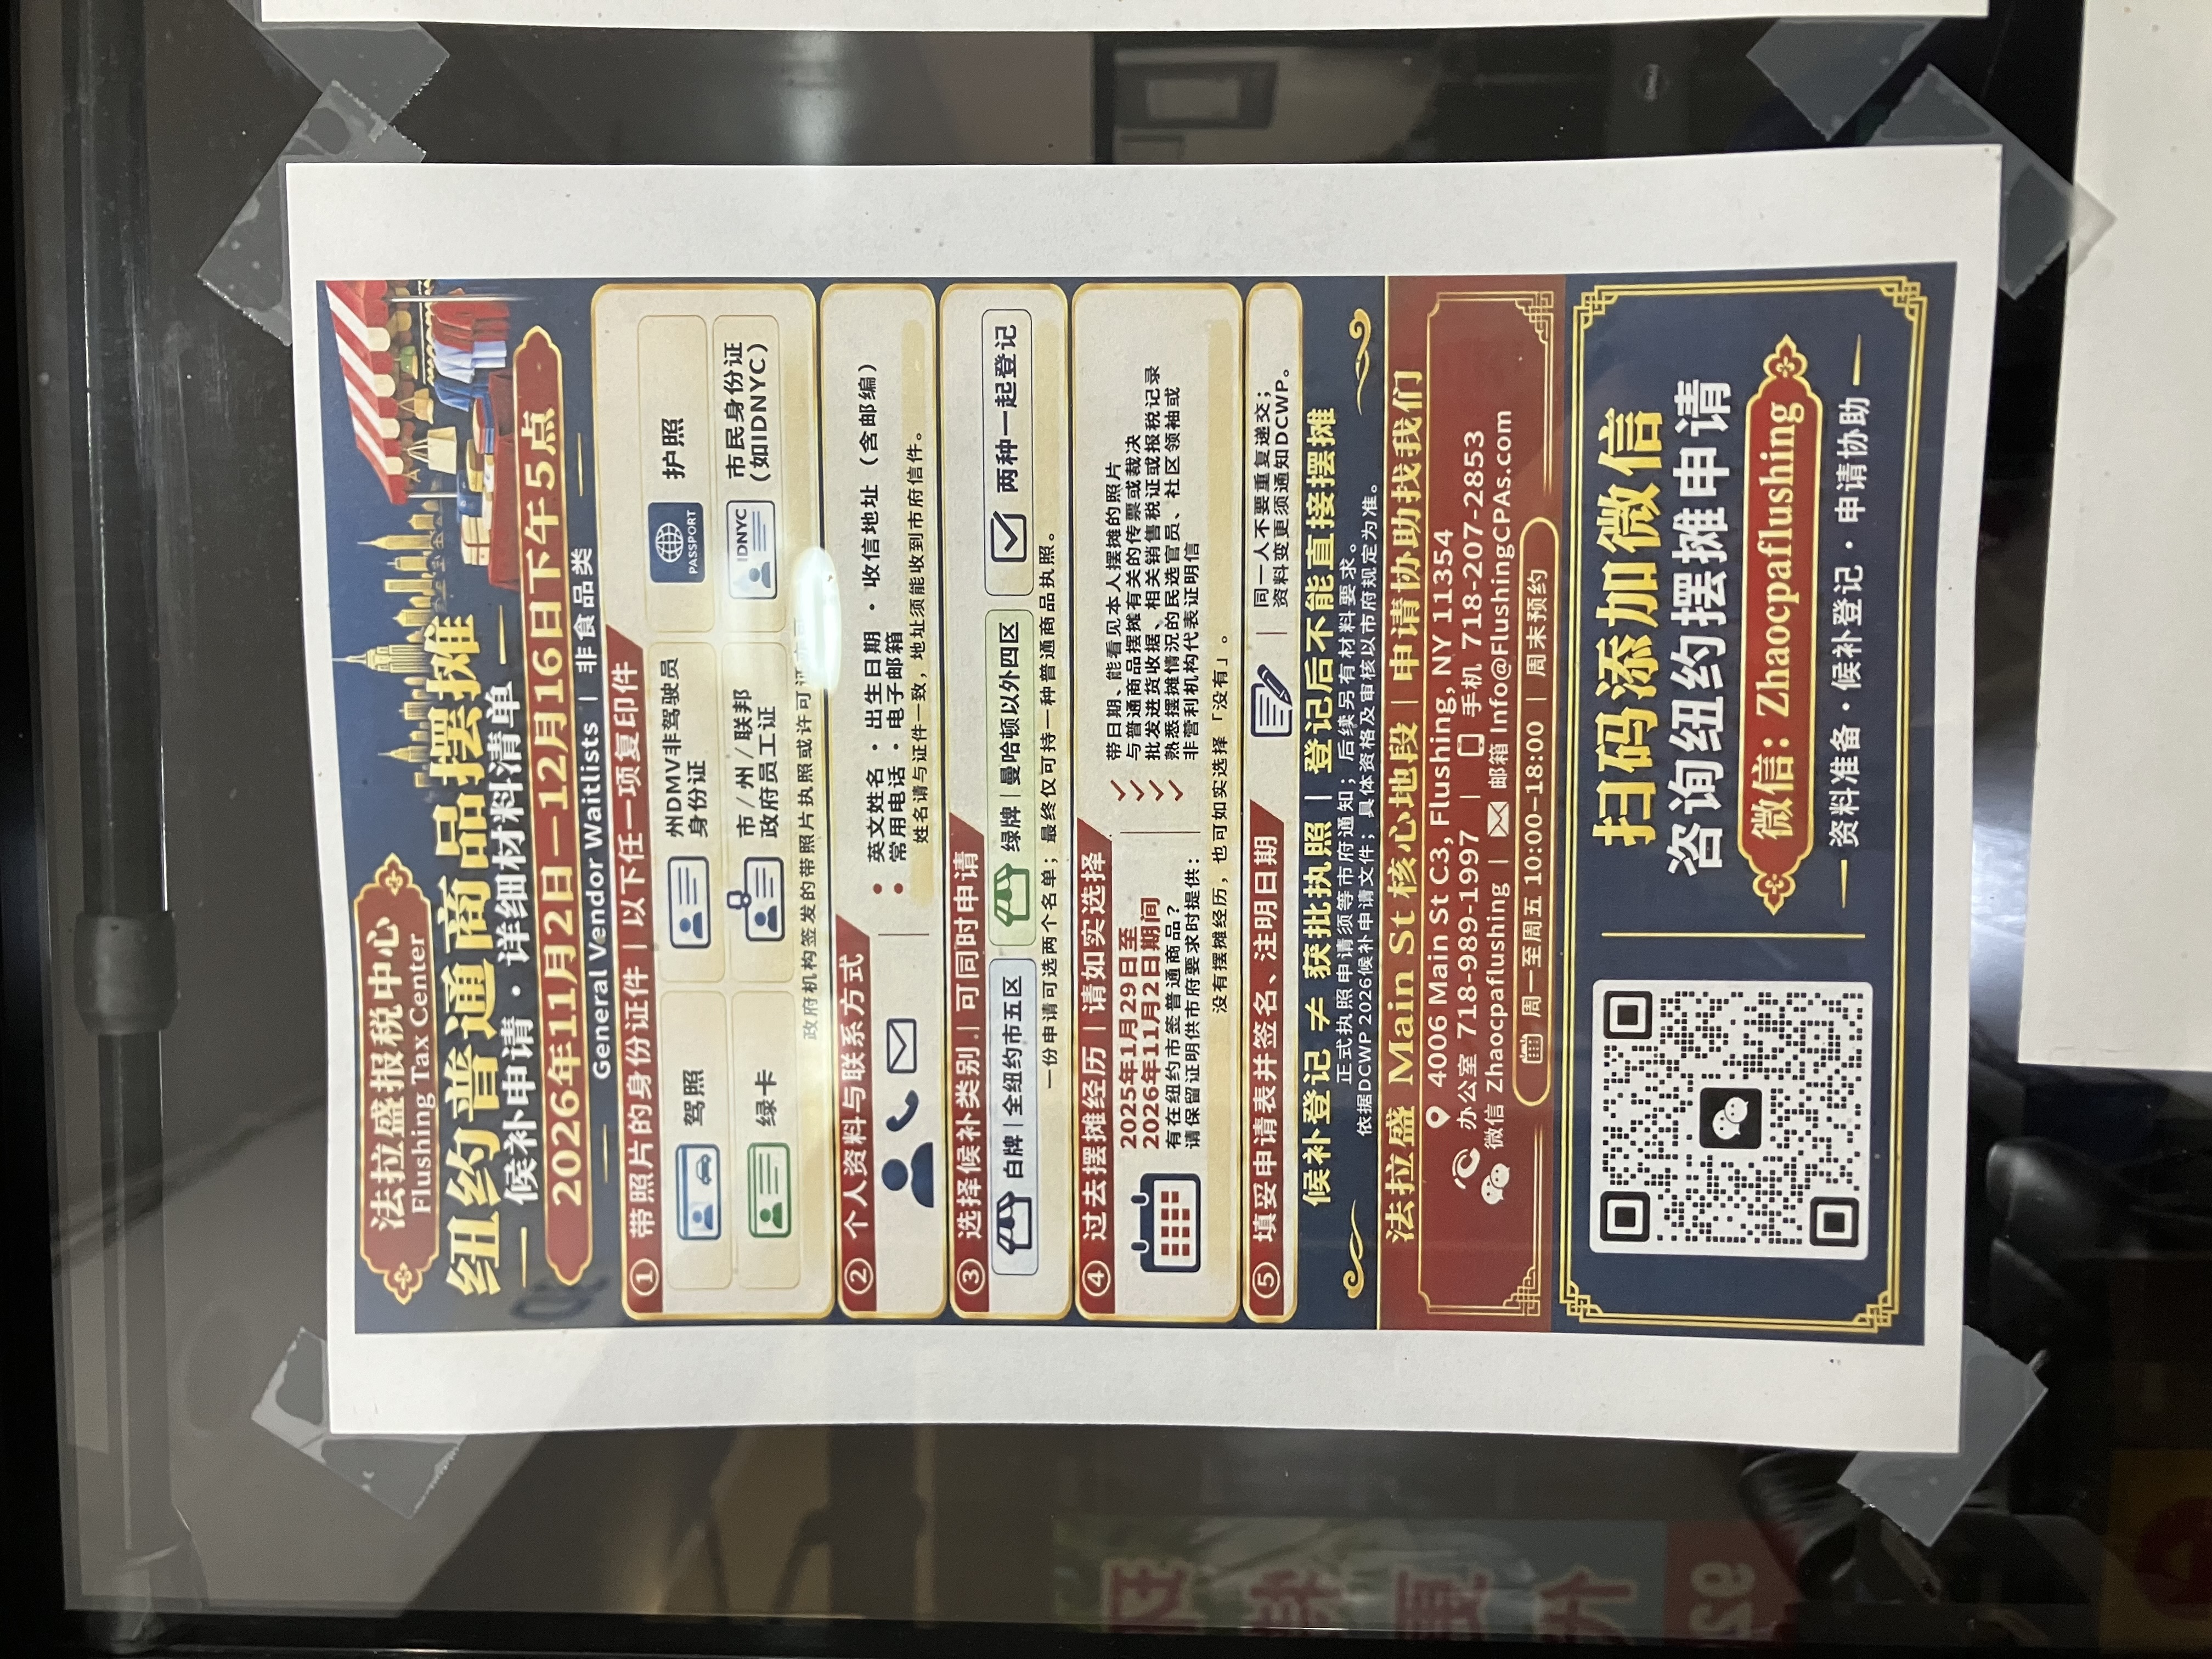 法拉盛报税中心
Flushing Tax Center
纽约普通商品摆摊
候补申请·详细材料清单
2026年11月2日—12月16日下午5点
General Vendor Waitlists | 非食品类
① 带照片的身份证件 | 以下任一项复印件
驾照
州DMV非驾驶员
身份证
PASSPORT
护照
绿卡
市/州/联邦
政府员工证
IDNYC
市民身份证
（如IDNYC）
政府机构签发的带照片执照或许可证
② 个人资料与联系方式
英文姓名·出生日期·收信地址（含邮编）
常用电话·电子邮箱
姓名请与证件一致，地址须能收到市府信件。
③ 选择候补类别 | 可同时申请
白牌 | 全纽约市五区
绿牌 | 曼哈顿以外四区
两种一起登记
一份申请可选两个名单；最终仅可持一种普通商品执照。
④ 过去摆摊经历 | 请如实选择
2025年1月29日至
2026年11月2日期间
有在纽约市签普通商品？
请保留证明供市府要求时提供：
带日期、能看见本人摆摊的照片
与普通商品摆摊有关的传票或裁决
批发进货收据、相关销售税证或报税记录
熟悉摆摊情况的民选官员、社区领袖或
非营利机构代表证明信
没有摆摊经历，也可如实选择「没有」。
⑤ 填妥申请表并签名、注明日期
同一人不要重复递交；
资料变更须通知DCWP。
候补登记 ≠ 获批执照 | 登记后不能直接摆摊
正式执照申请须等市府通知；后续另有材料要求。
依据DCWP 2026候补申请文件；具体资格及审核以市府规定为准。
法拉盛 Main St 核心地段 | 申请协助找我们
4006 Main St C3, Flushing, NY 11354
办公室 718-989-1997 | 手机 718-207-2853
微信 Zhaocpaflushing | 邮箱 Info@FlushingCPAs.com
周一至周五 10:00–18:00 | 周末预约
扫码添加微信
咨询纽约摆摊申请
微信：Zhaocpaflushing
资料准备·候补登记·申请协助